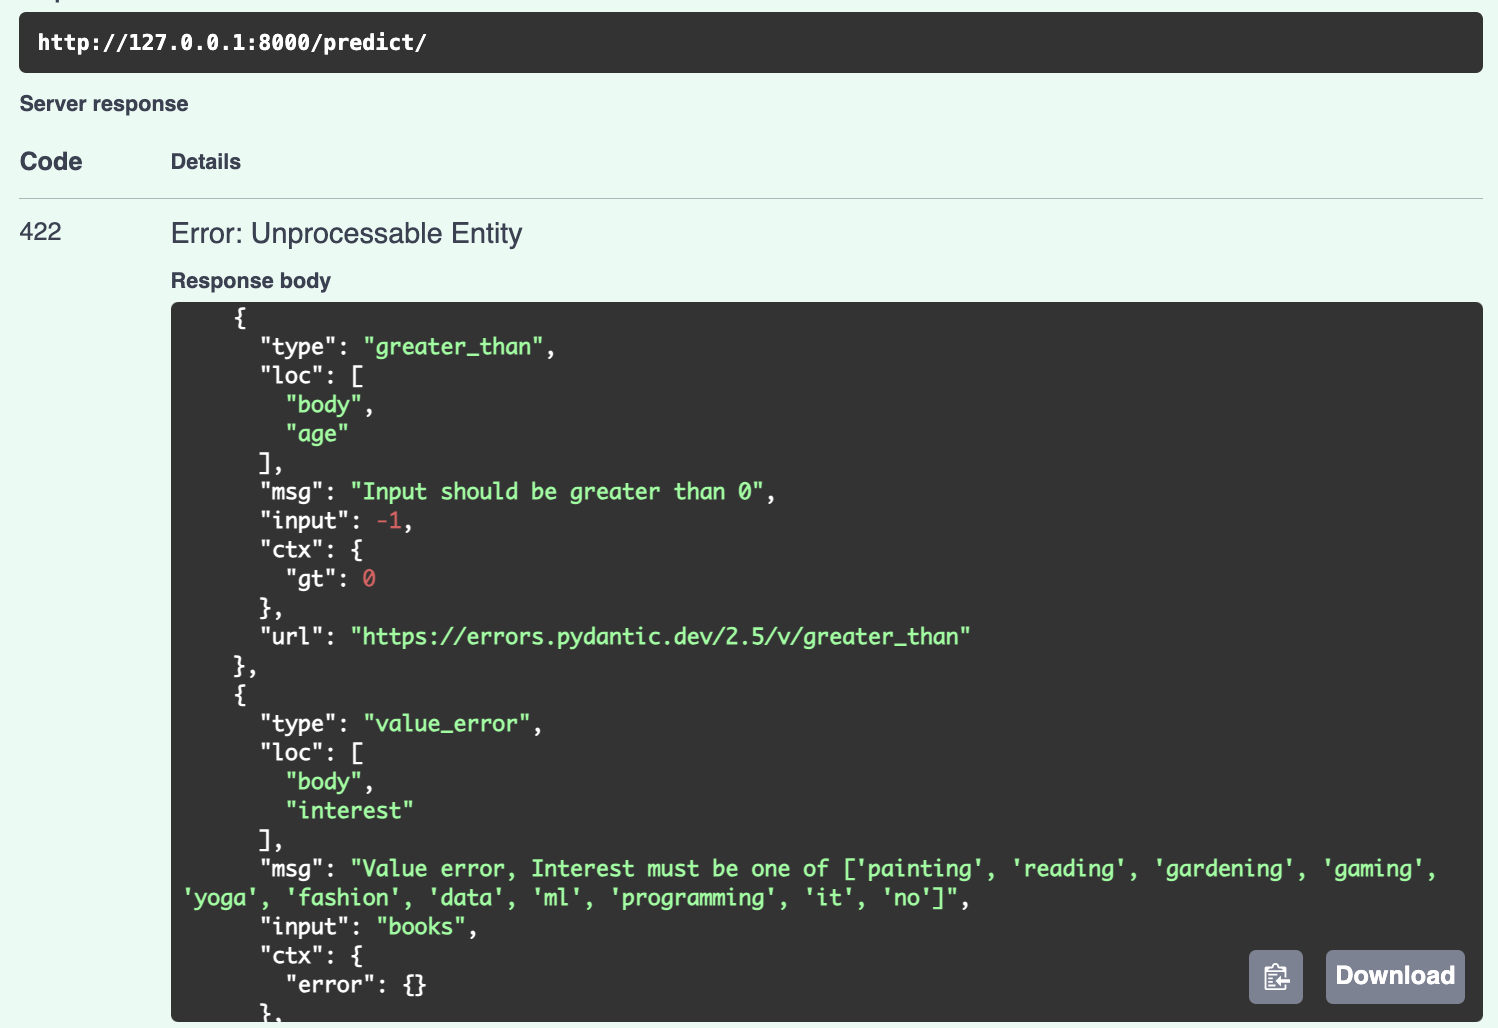 http://127.0.0.1:8000/predict/
Server response
Code Details
422 Error: Unprocessable Entity
Response body
{
"type": "greater_than",
"loc": [
"body",
"age"
],
"msg": "Input should be greater than 0",
"input": -1,
"ctx": {
"gt": 0
},
"url": "https://errors.pydantic.dev/2.5/v/greater_than"
},
{
"type": "value_error",
"loc": [
"body",
"interest"
],
"msg": "Value error, Interest must be one of ['painting', 'reading', 'gardening', 'gaming',
'yoga', 'fashion', 'data', 'ml', 'programming', 'it', 'no']",
"input": "books",
"ctx": {
"error": {}
},
Download